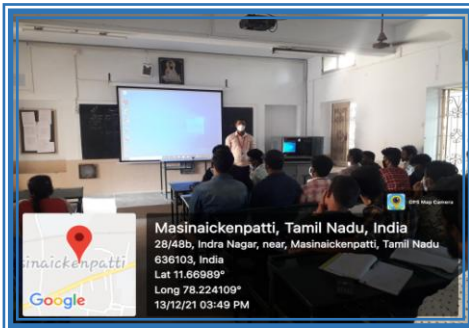 GPS Map Camera
inaickenpatti
Google
Masinaickenpatti, Tamil Nadu, India
28/48b, Indra Nagar, near, Masinaickenpatti, Tamil Nadu
636103, India
Lat 11.66989°
Long 78.224109°
13/12/21 03:49 PM